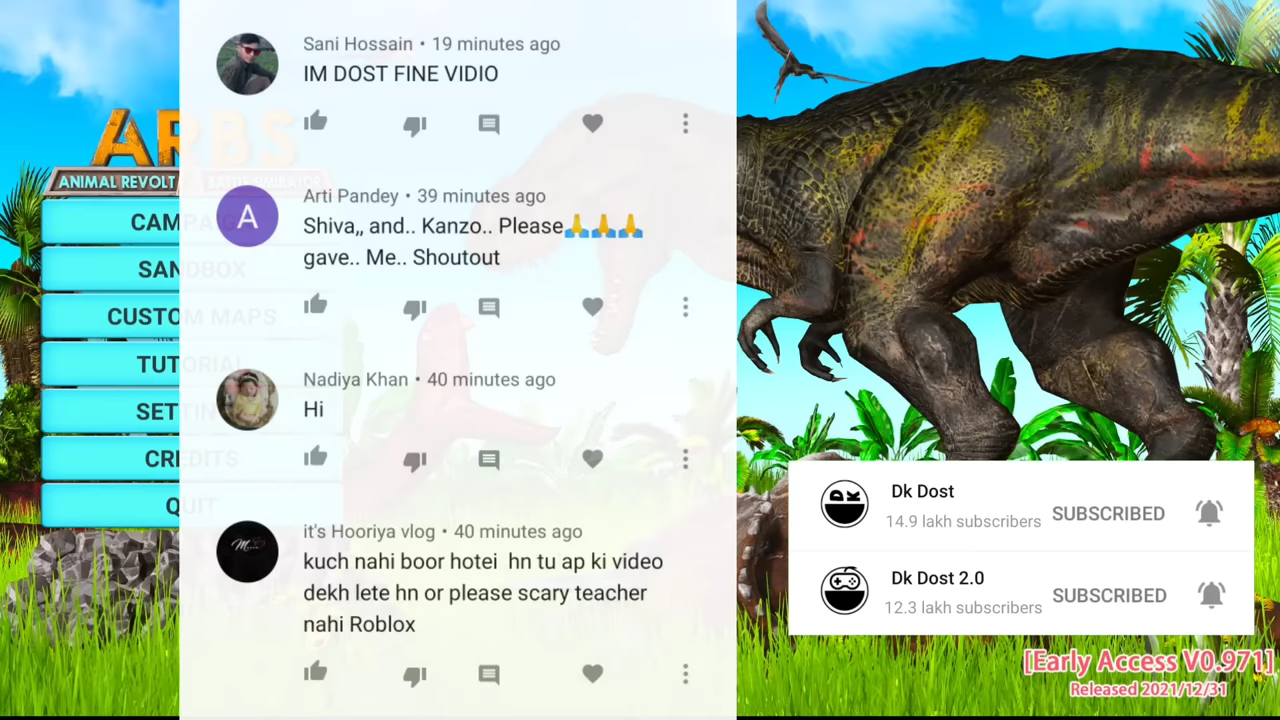 Sani Hossain • 19 minutes ago
IM DOST FINE VIDIO
Arti Pandey • 39 minutes ago
A
Shiva,, and.. Kanzo.. Please🙏🙏🙏
gave.. Me.. Shoutout
Nadiya Khan • 40 minutes ago
Hi
it's Hooriya vlog • 40 minutes ago
kuch nahi boor hotei hn tu ap ki video
dekh lete hn or please scary teacher
nahi Roblox
ARBS
ANIMAL REVOLT BATTLE SIMULATOR
CAMPAIGN
SANDBOX
CUSTOM MAPS
TUTORIAL
SETTINGS
CREDITS
QUIT
DK
Dk Dost
14.9 lakh subscribers
SUBSCRIBED
Dk Dost 2.0
12.3 lakh subscribers
SUBSCRIBED
[Early Access V0.971]
Released 2021/12/31